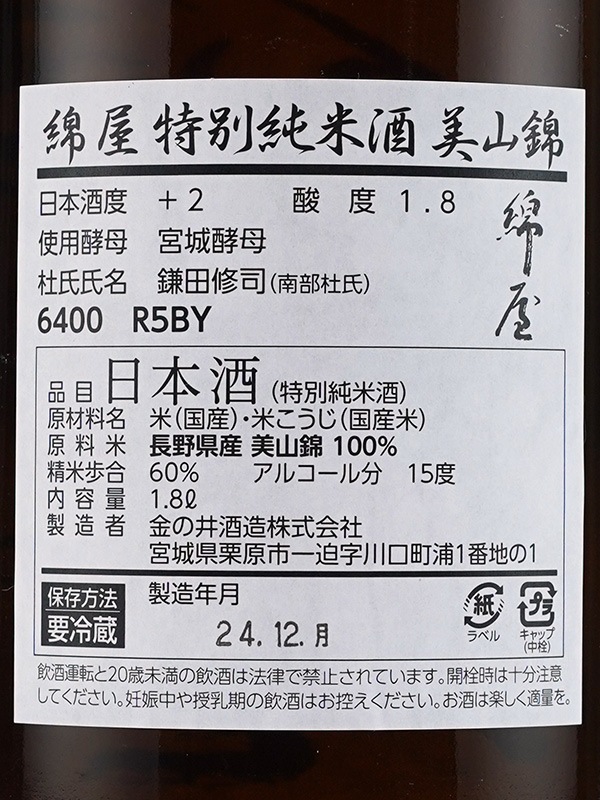 綿屋 特別純米酒 美山錦
日本酒度 +2 酸度 1.8
使用酵母 宮城酵母
杜氏氏名 鎌田修司(南部杜氏)
6400 R5BY
綿屋
品目 日本酒(特別純米酒)
原材料名 米(国産)・米こうじ(国産米)
原料米 長野県産 美山錦 100%
精米歩合 60% アルコール分 15度
内容量 1.8ℓ
製造者 金の井酒造株式会社
宮城県栗原市一迫字川口町浦1番地の1
保存方法
要冷蔵
製造年月
24.12.月
紙
ラベル
プラ
キャップ
(中栓)
飲酒運転と20歳未満の飲酒は法律で禁止されています。開栓時は十分注意
してください。妊娠中や授乳期の飲酒はお控えください。お酒は楽しく適量を。